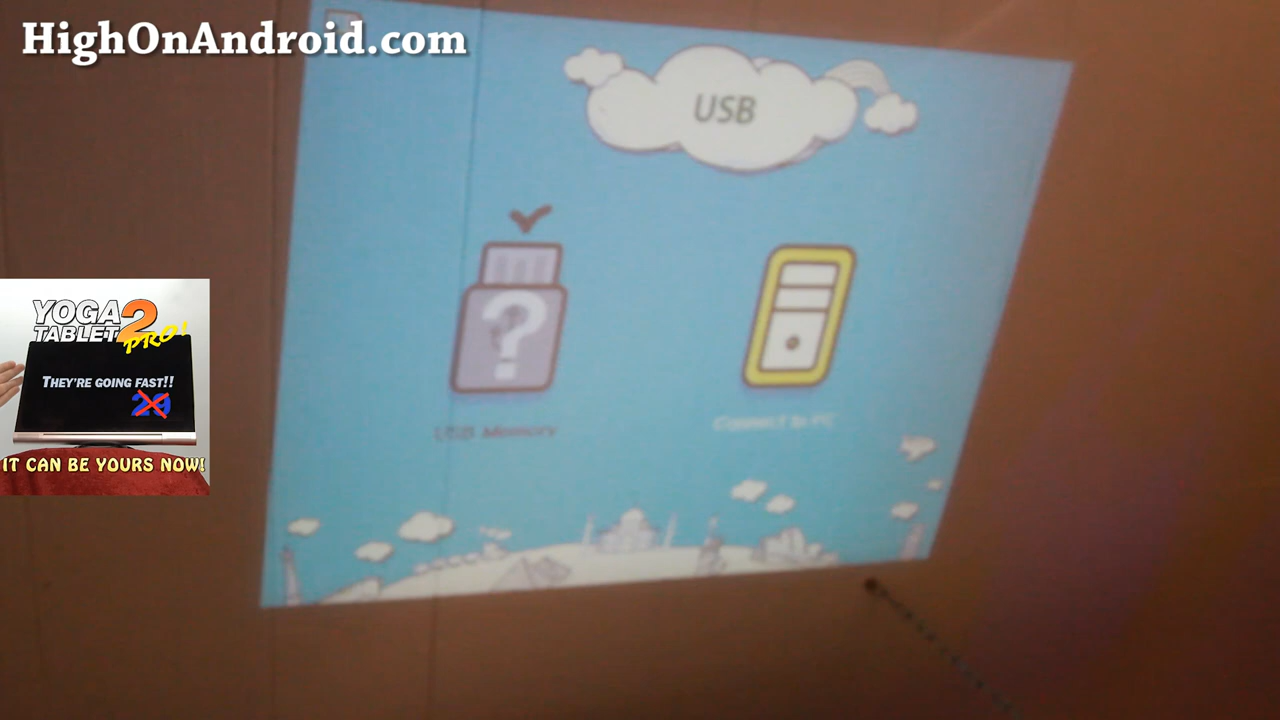 HighOnAndroid.com
USB
YOGA
TABLET 2
PRO!
THEY'RE GOING FAST!!
29
IT CAN BE YOURS NOW!
USB Memory
Connect to PC